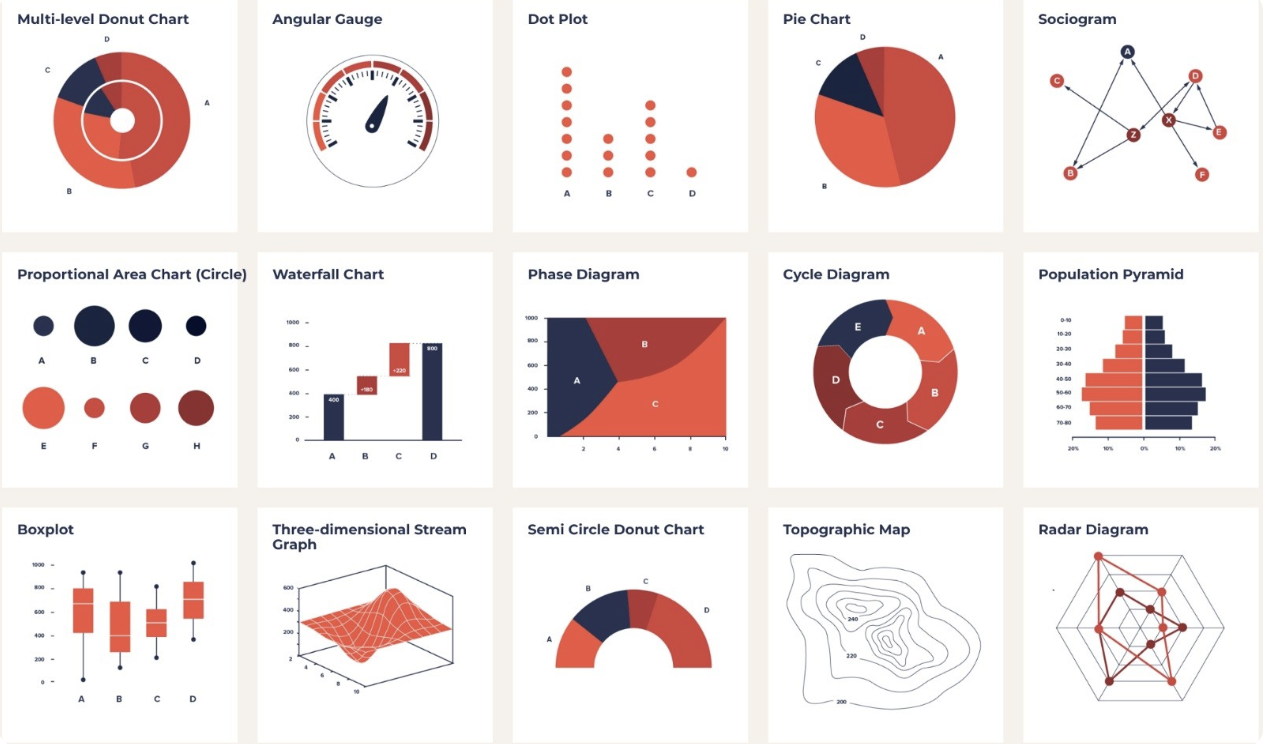 Multi-level Donut Chart
D
C
A
B
Angular Gauge
Dot Plot
A B C D
Pie Chart
D
C
A
B
Sociogram
A
C
D
X
Z
E
B
F
Proportional Area Chart (Circle)
A B C D
E F G H
Waterfall Chart
1000
800
600
400
200
0
400
+180
+220
800
A B C D
Phase Diagram
1000
800
600
400
200
0
A
B
C
2 4 6 8 10
Cycle Diagram
E
A
D
B
C
Population Pyramid
0-10
10-20
20-30
30-40
40-50
50-60
60-70
70-80
20% 10% 0% 10% 20%
Boxplot
1000
800
600
400
200
0
A B C D
Three-dimensional Stream
Graph
600
400
200
2
4
6
8
10
Semi Circle Donut Chart
C
B
D
A
Topographic Map
240
220
200
Radar Diagram